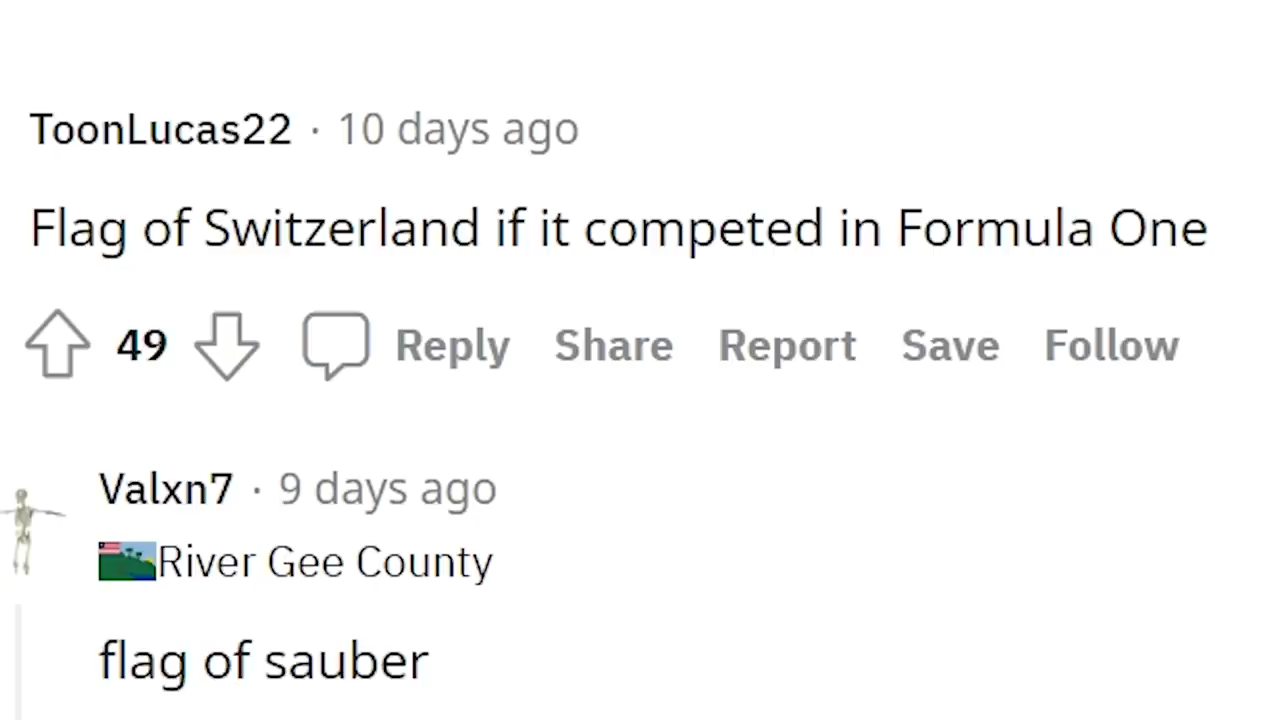 ToonLucas22 · 10 days ago
Flag of Switzerland if it competed in Formula One
49 Reply Share Report Save Follow
Valxn7 · 9 days ago
River Gee County
flag of sauber